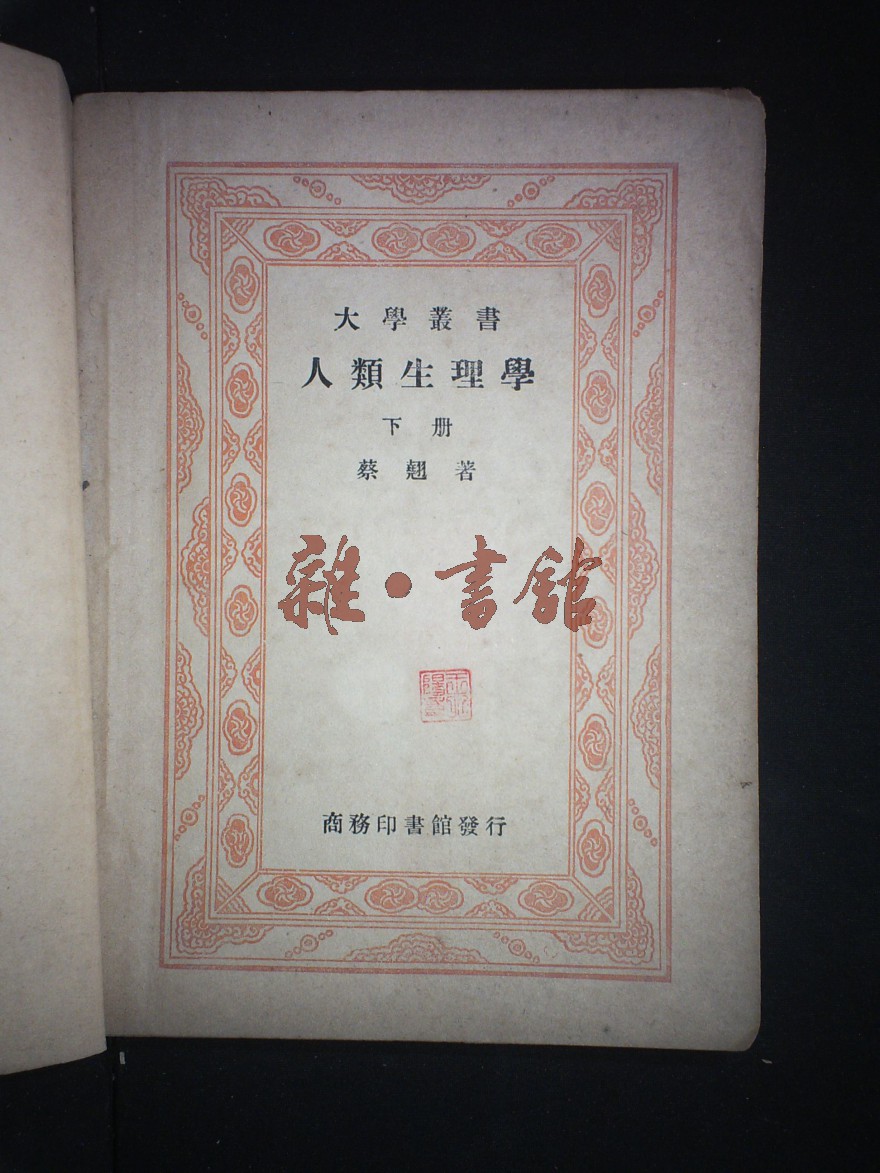 大學叢書
人類生理學
下册
蔡翹著
雜·書館
商務印書館發行